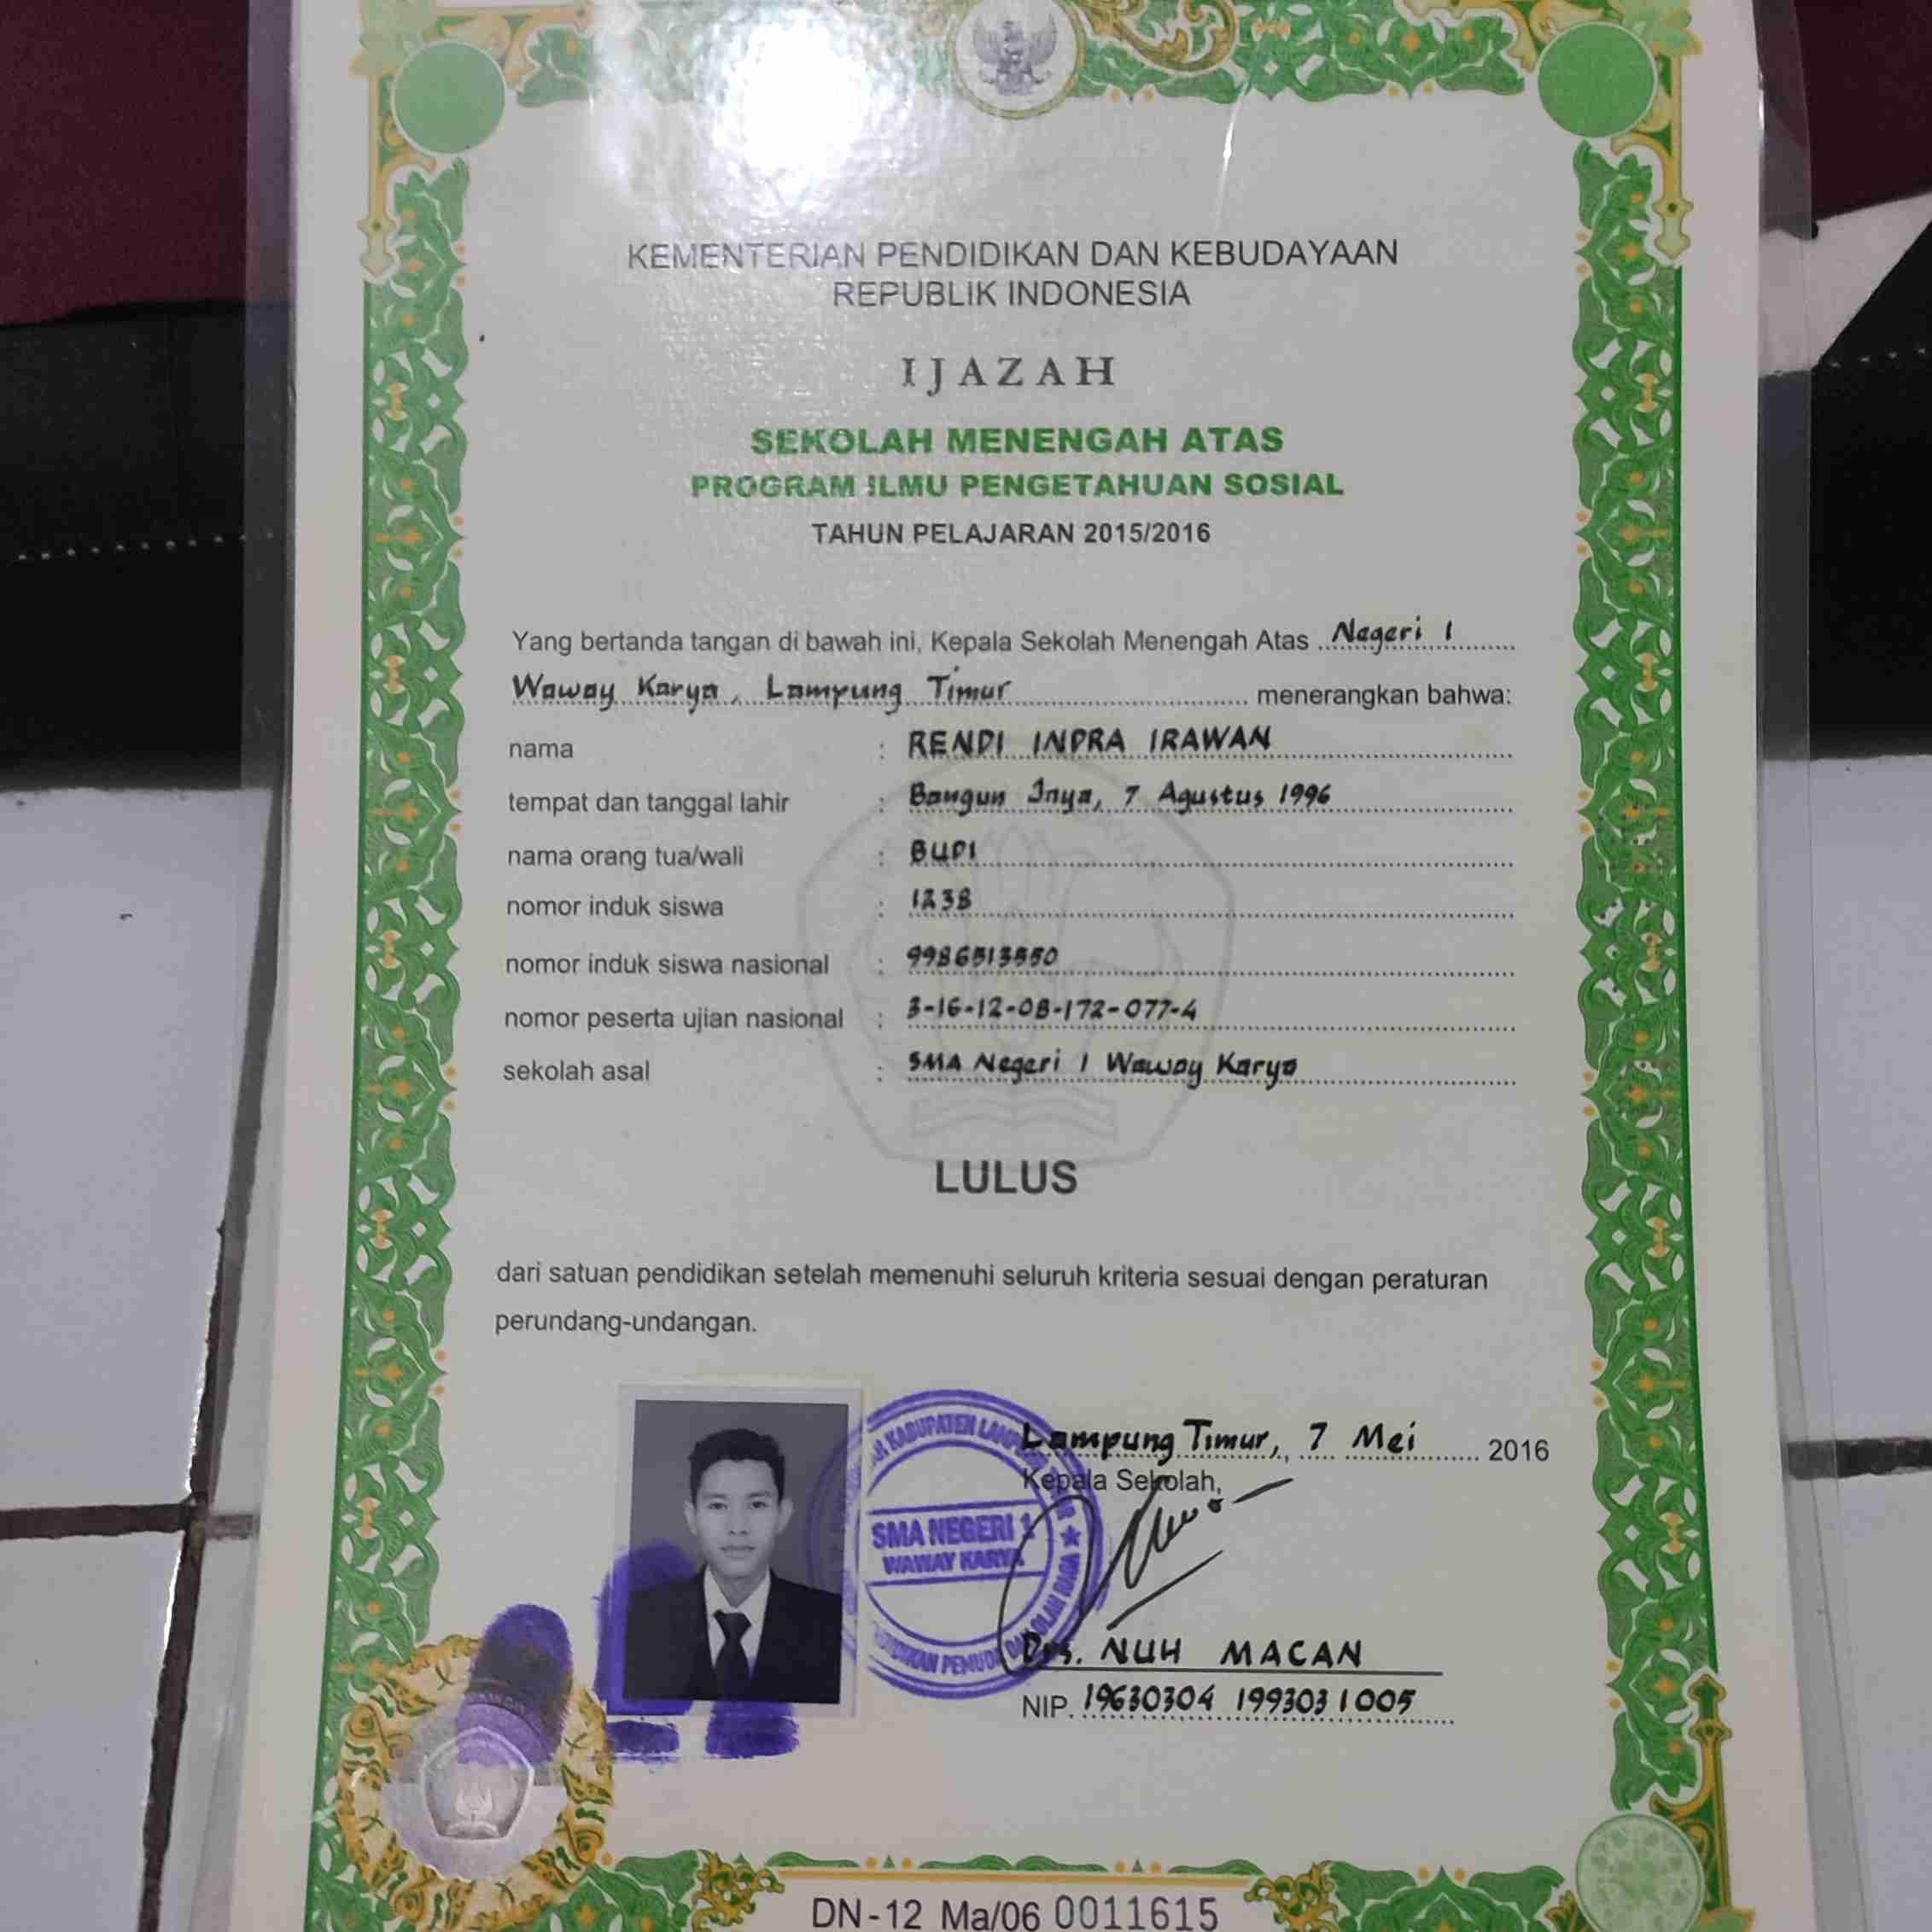 KEMENTERIAN PENDIDIKAN DAN KEBUDAYAAN
REPUBLIK INDONESIA
IJAZAH
SEKOLAH MENENGAH ATAS
PROGRAM ILMU PENGETAHUAN SOSIAL
TAHUN PELAJARAN 2015/2016
Yang bertanda tangan di bawah ini, Kepala Sekolah Menengah Atas Negeri 1
Waway Karya, Lampung Timur menerangkan bahwa:
nama : RENDI INDRA IRAWAN
tempat dan tanggal lahir : Bangun Jaya, 7 Agustus 1996
nama orang tua/wali : BUDI
nomor induk siswa : 1238
nomor induk siswa nasional : 9986513550
nomor peserta ujian nasional : 3-16-12-08-172-077-4
sekolah asal : SMA Negeri 1 Waway Karya
LULUS
dari satuan pendidikan setelah memenuhi seluruh kriteria sesuai dengan peraturan
perundang-undangan.
Lampung Timur, 7 Mei 2016
Kepala Sekolah,
KABUPATEN
SMA NEGERI 1
WAWAY KARYA
Drs. NUH MACAN
NIP. 19630304 199303 1 005
DN-12 Ma/06 0011615